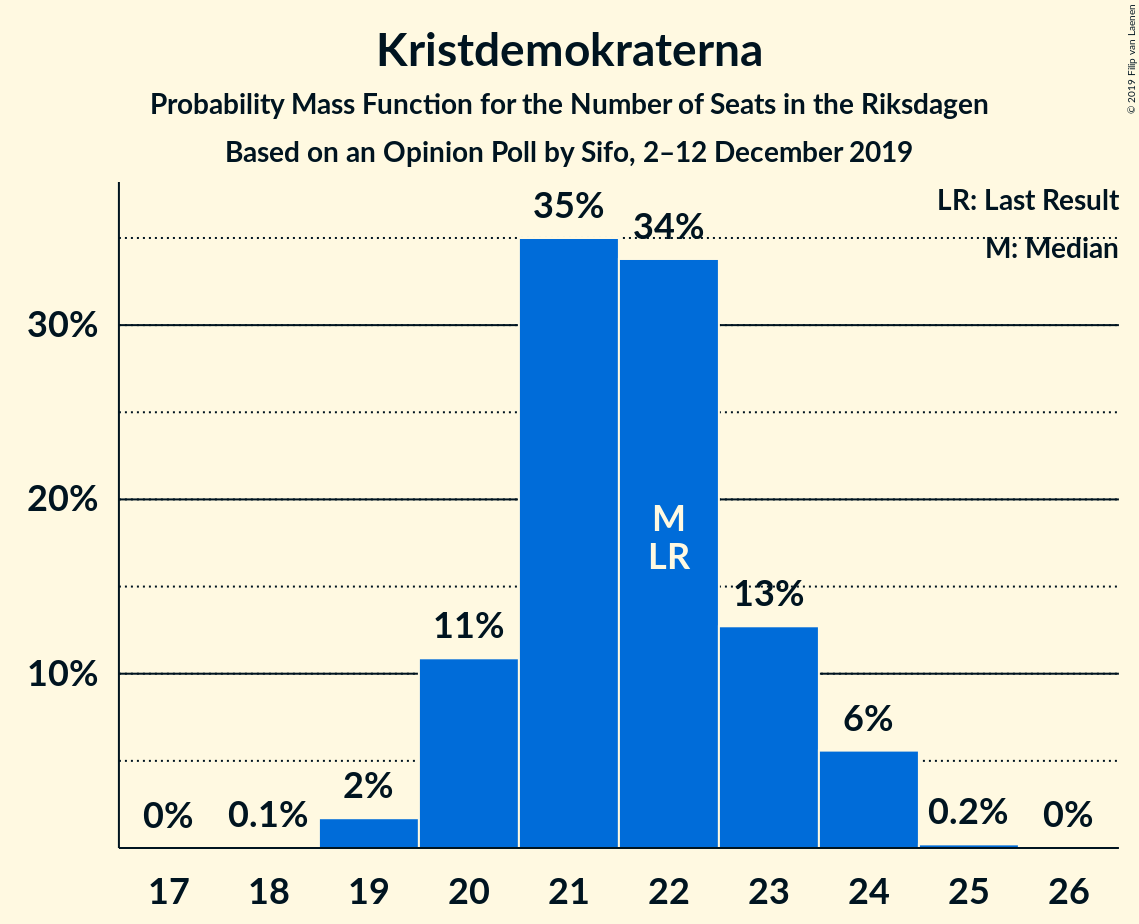 Kristdemokraterna
Probability Mass Function for the Number of Seats in the Riksdagen
Based on an Opinion Poll by Sifo, 2–12 December 2019
© 2019 Filip van Laenen
LR: Last Result
M: Median
35%
34%
30%
20%
M
LR
13%
11%
10%
6%
2%
0%
0.1%
0.2%
0%
17 18 19 20 21 22 23 24 25 26